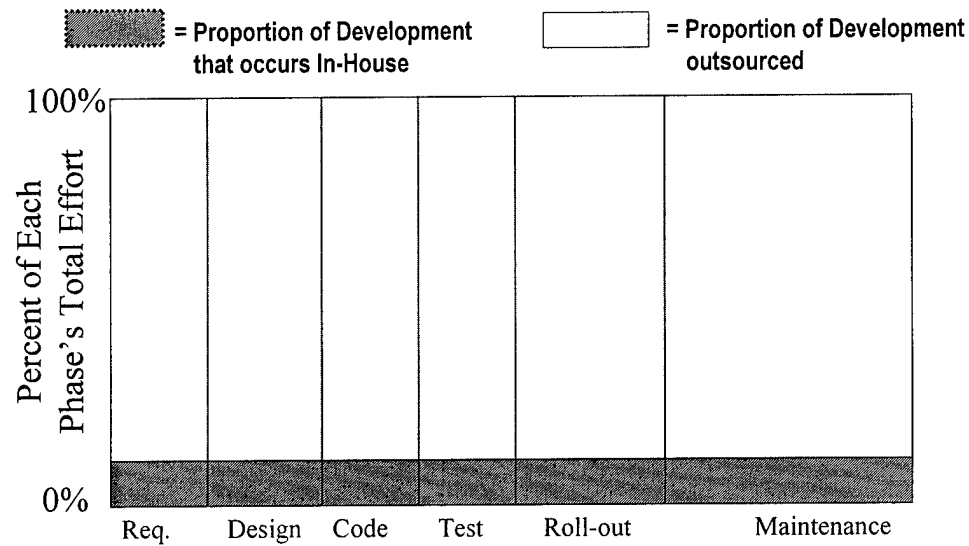 = Proportion of Development
that occurs In-House
= Proportion of Development
outsourced
100%
Percent of Each
Phase's Total Effort
0%
Req.
Design
Code
Test
Roll-out
Maintenance